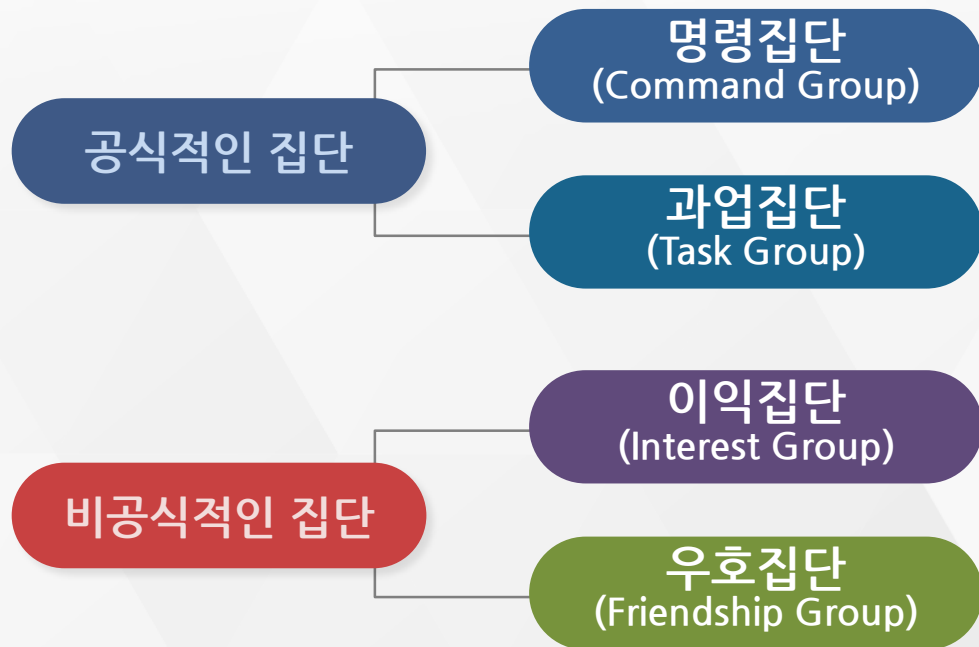 명령집단
(Command Group)
공식적인 집단
과업집단
(Task Group)
이익집단
(Interest Group)
비공식적인 집단
우호집단
(Friendship Group)